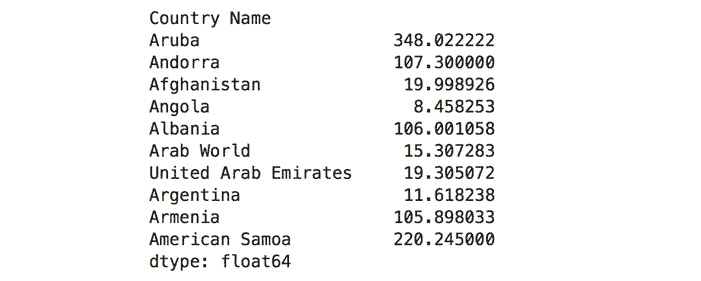 Country Name
Aruba 348.022222
Andorra 107.300000
Afghanistan 19.998926
Angola 8.458253
Albania 106.001058
Arab World 15.307283
United Arab Emirates 19.305072
Argentina 11.618238
Armenia 105.898033
American Samoa 220.245000
dtype: float64